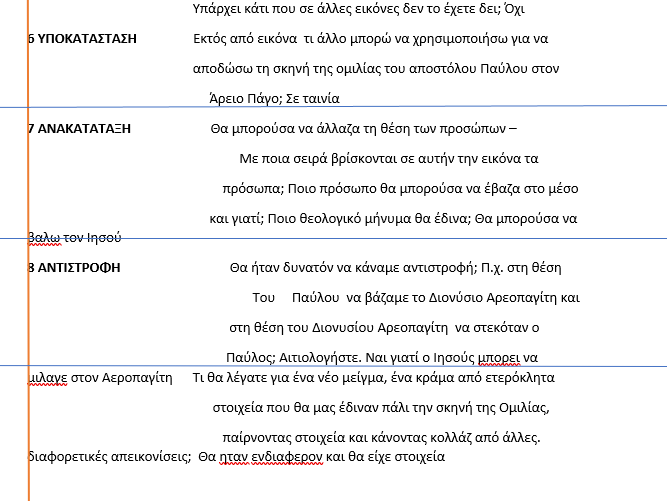 Υπάρχει κάτι που σε άλλες εικόνες δεν το έχετε δει; Όχι
6 ΥΠΟΚΑΤΑΣΤΑΣΗ Εκτός από εικόνα τι άλλο μπορώ να χρησιμοποιήσω για να
αποδώσω τη σκηνή της ομιλίας του αποστόλου Παύλου στον
Άρειο Πάγο; Σε ταινία
7 ΑΝΑΚΑΤΑΤΑΞΗ Θα μπορούσα να άλλαζα τη θέση των προσώπων –
Με ποια σειρά βρίσκονται σε αυτήν την εικόνα τα
πρόσωπα; Ποιο πρόσωπο θα μπορούσα να έβαζα στο μέσο
και γιατί; Ποιο θεολογικό μήνυμα θα έδινα; Θα μπορούσα να
βαλω τον Ιησού
8 ΑΝΤΙΣΤΡΟΦΗ Θα ήταν δυνατόν να κάναμε αντιστροφή; Π.χ. στη θέση
Του Παύλου να βάζαμε το Διονύσιο Αρεοπαγίτη και
στη θέση του Διονυσίου Αρεοπαγίτη να στεκόταν ο
Παύλος; Αιτιολογήστε. Ναι γιατί ο Ιησούς μπορει να
μιλαγε στον Αεροπαγίτη Τι θα λέγατε για ένα νέο μείγμα, ένα κράμα από ετερόκλητα
στοιχεία που θα μας έδιναν πάλι την σκηνή της Ομιλίας,
παίρνοντας στοιχεία και κάνοντας κολλάζ από άλλες.
διαφορετικές απεικονίσεις; Θα ηταν ενδιαφερον και θα είχε στοιχεία